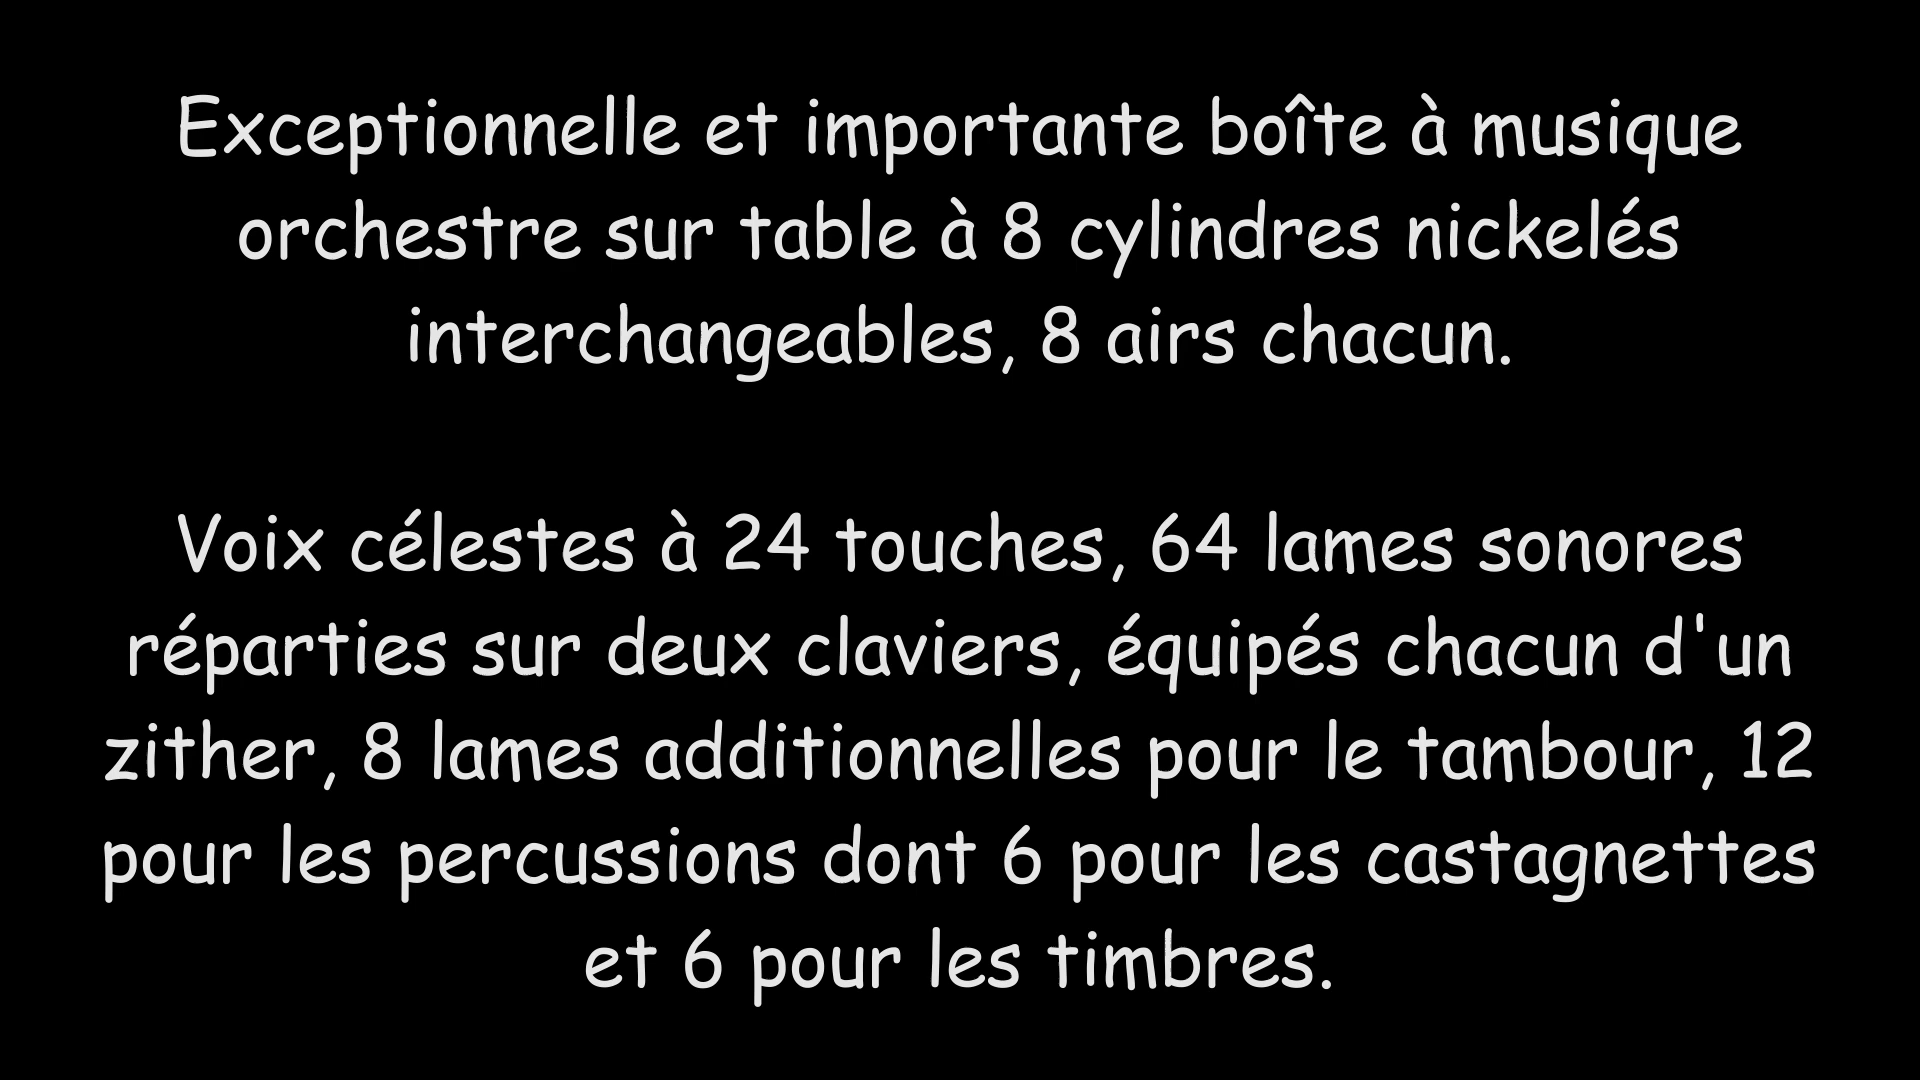 Exceptionnelle et importante boîte à musique
orchestre sur table à 8 cylindres nickelés
interchangeables, 8 airs chacun.
Voix célestes à 24 touches, 64 lames sonores
réparties sur deux claviers, équipés chacun d'un
zither, 8 lames additionnelles pour le tambour, 12
pour les percussions dont 6 pour les castagnettes
et 6 pour les timbres.